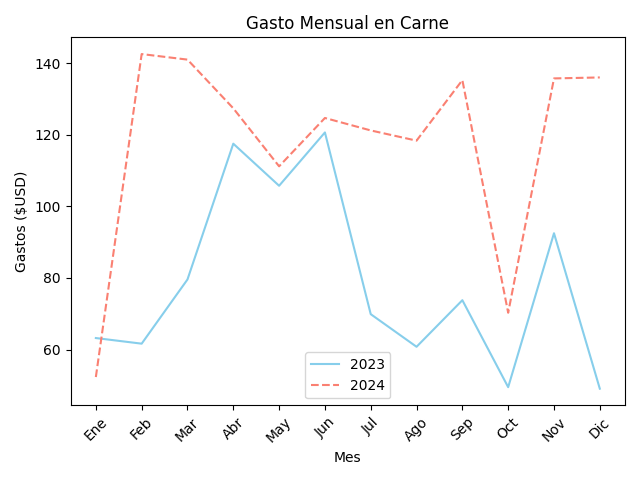 Gasto Mensual en Carne
Gastos ($USD)
140
120
100
80
60
2023
2024
Ene Feb Mar Abr May Jun Jul Ago Sep Oct Nov Dic
Mes